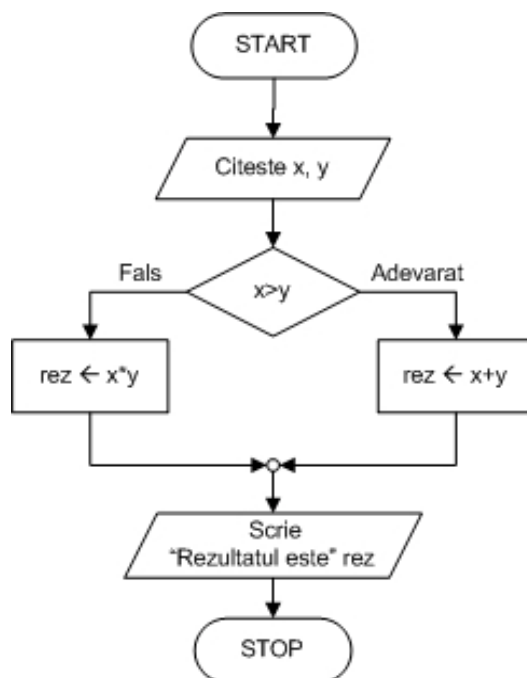 START
Citeste x, y
Fals
Adevarat
x>y
rez ← x*y
rez ← x+y
Scrie
"Rezultatul este" rez
STOP